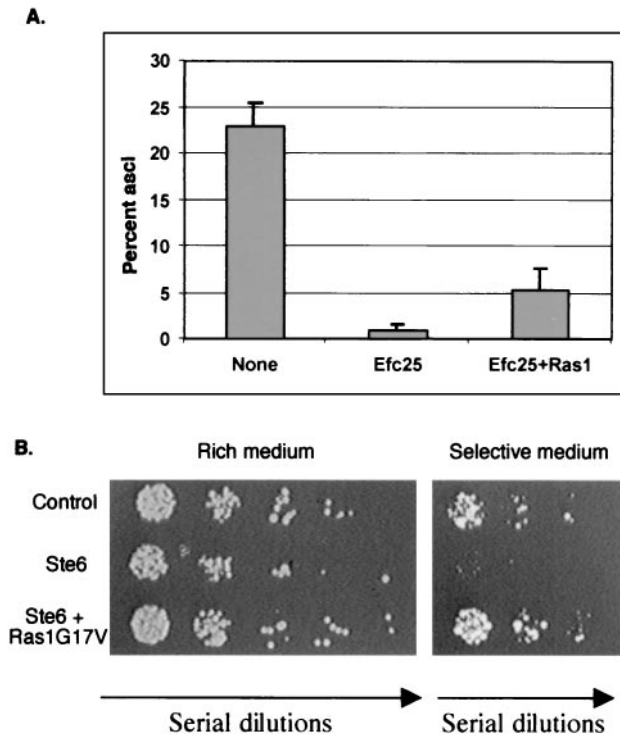 A.
30
25
20
15
10
5
0
Percent asci
None Efc25 Efc25+Ras1
B.
Rich medium Selective medium
Control
Ste6
Ste6 +
Ras1G17V
Serial dilutions Serial dilutions